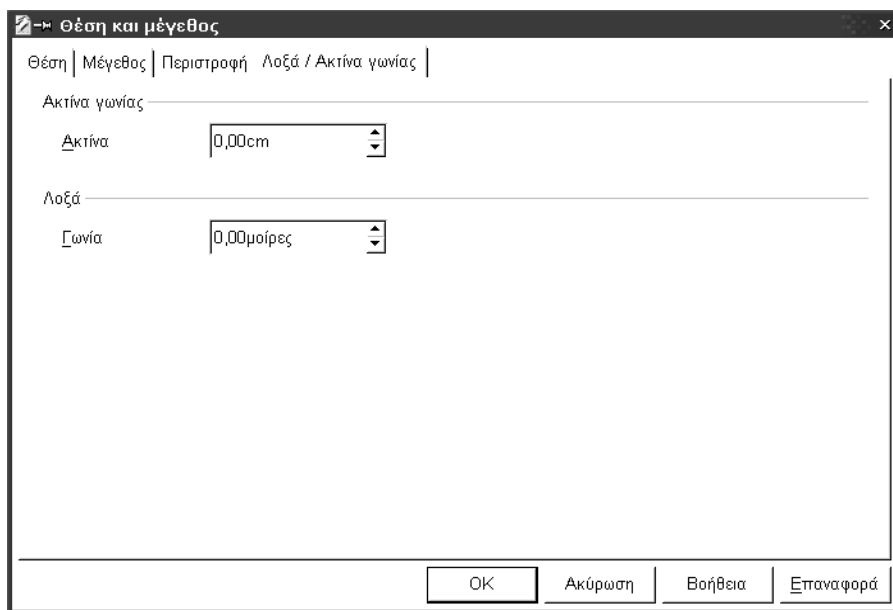 Θέση και μέγεθος
Θέση Μέγεθος Περιστροφή Λοξά / Ακτίνα γωνίας
Ακτίνα γωνίας
Ακτίνα 0,00cm
Λοξά
Γωνία 0,00μοίρες
OK Ακύρωση Βοήθεια Επαναφορά